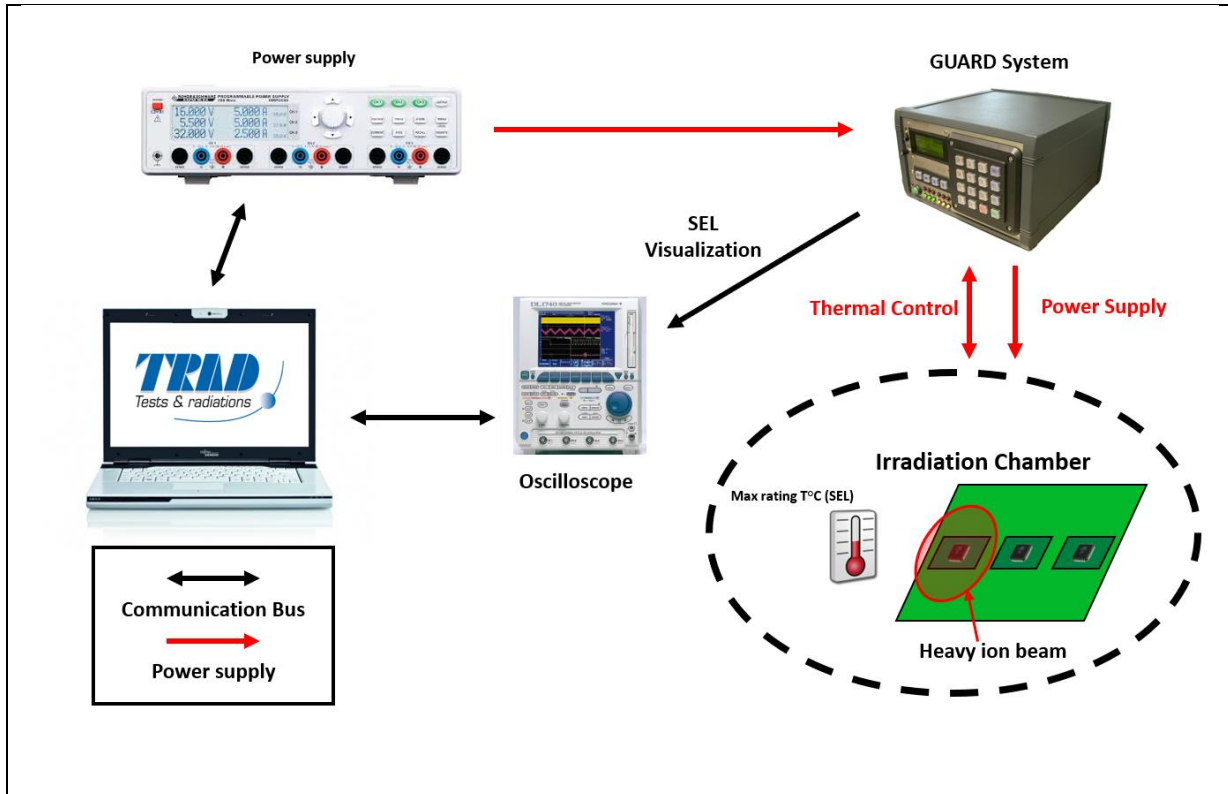 Power supply
GUARD System
16.000 V 5.000 A
5.500 V 5.000 A
32.000 V 2.500 A
SEL
Visualization
TRAD
Tests & radiations
Thermal Control
Power Supply
Oscilloscope
Irradiation Chamber
Max rating T°C (SEL)
Heavy ion beam
Communication Bus
Power supply